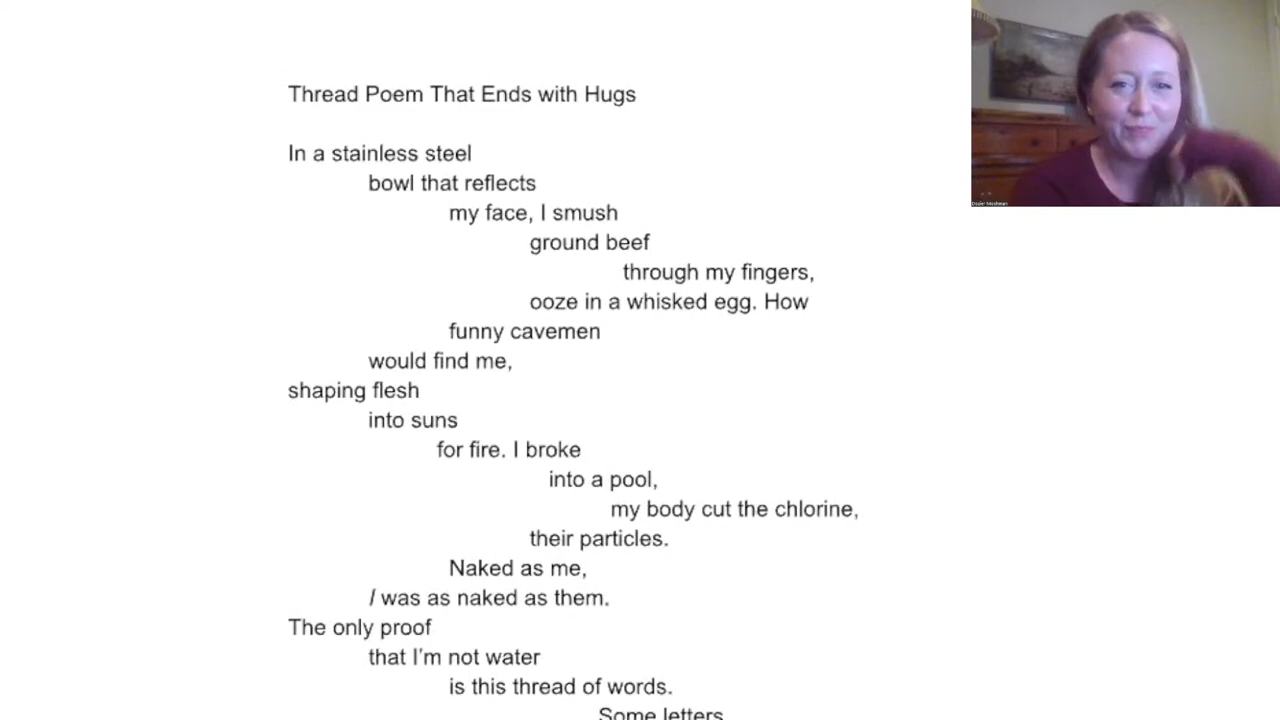 Thread Poem That Ends with Hugs
In a stainless steel
bowl that reflects
my face, I smush
ground beef
through my fingers,
ooze in a whisked egg. How
funny cavemen
would find me,
shaping flesh
into suns
for fire. I broke
into a pool,
my body cut the chlorine,
their particles.
Naked as me,
I was as naked as them.
The only proof
that I'm not water
is this thread of words.
Some letters